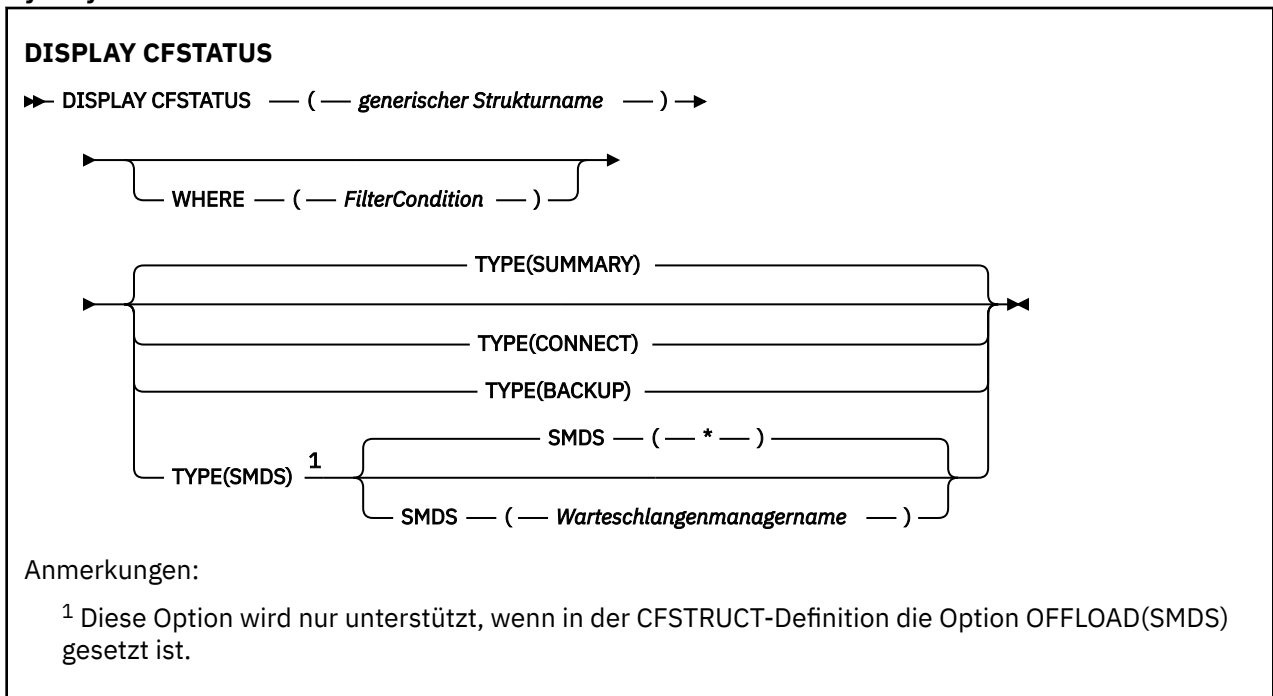 DISPLAY CFSTATUS
DISPLAY CFSTATUS ( generischer Strukturname )
WHERE ( FilterCondition )
TYPE(SUMMARY)
TYPE(CONNECT)
TYPE(BACKUP)
SMDS ( * )
TYPE(SMDS) 1
SMDS ( Warteschlangenmanagername )
Anmerkungen:
1 Diese Option wird nur unterstützt, wenn in der CFSTRUCT-Definition die Option OFFLOAD(SMDS)
gesetzt ist.